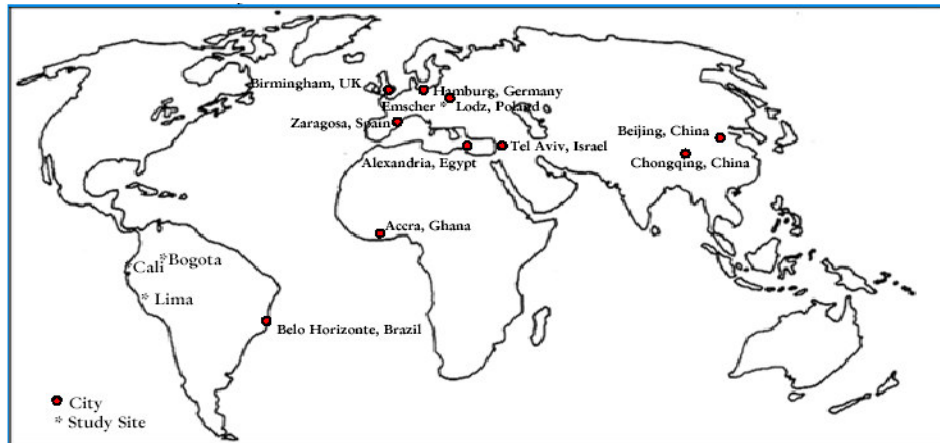 Birmingham, UK
Hamburg, Germany
Emscher * Lodz, Poland
Zaragosa, Spain
Beijing, China
Tel Aviv, Israel
Alexandria, Egypt
Chongqing, China
Accra, Ghana
*Bogota
*Cali
* Lima
Belo Horizonte, Brazil
City
* Study Site